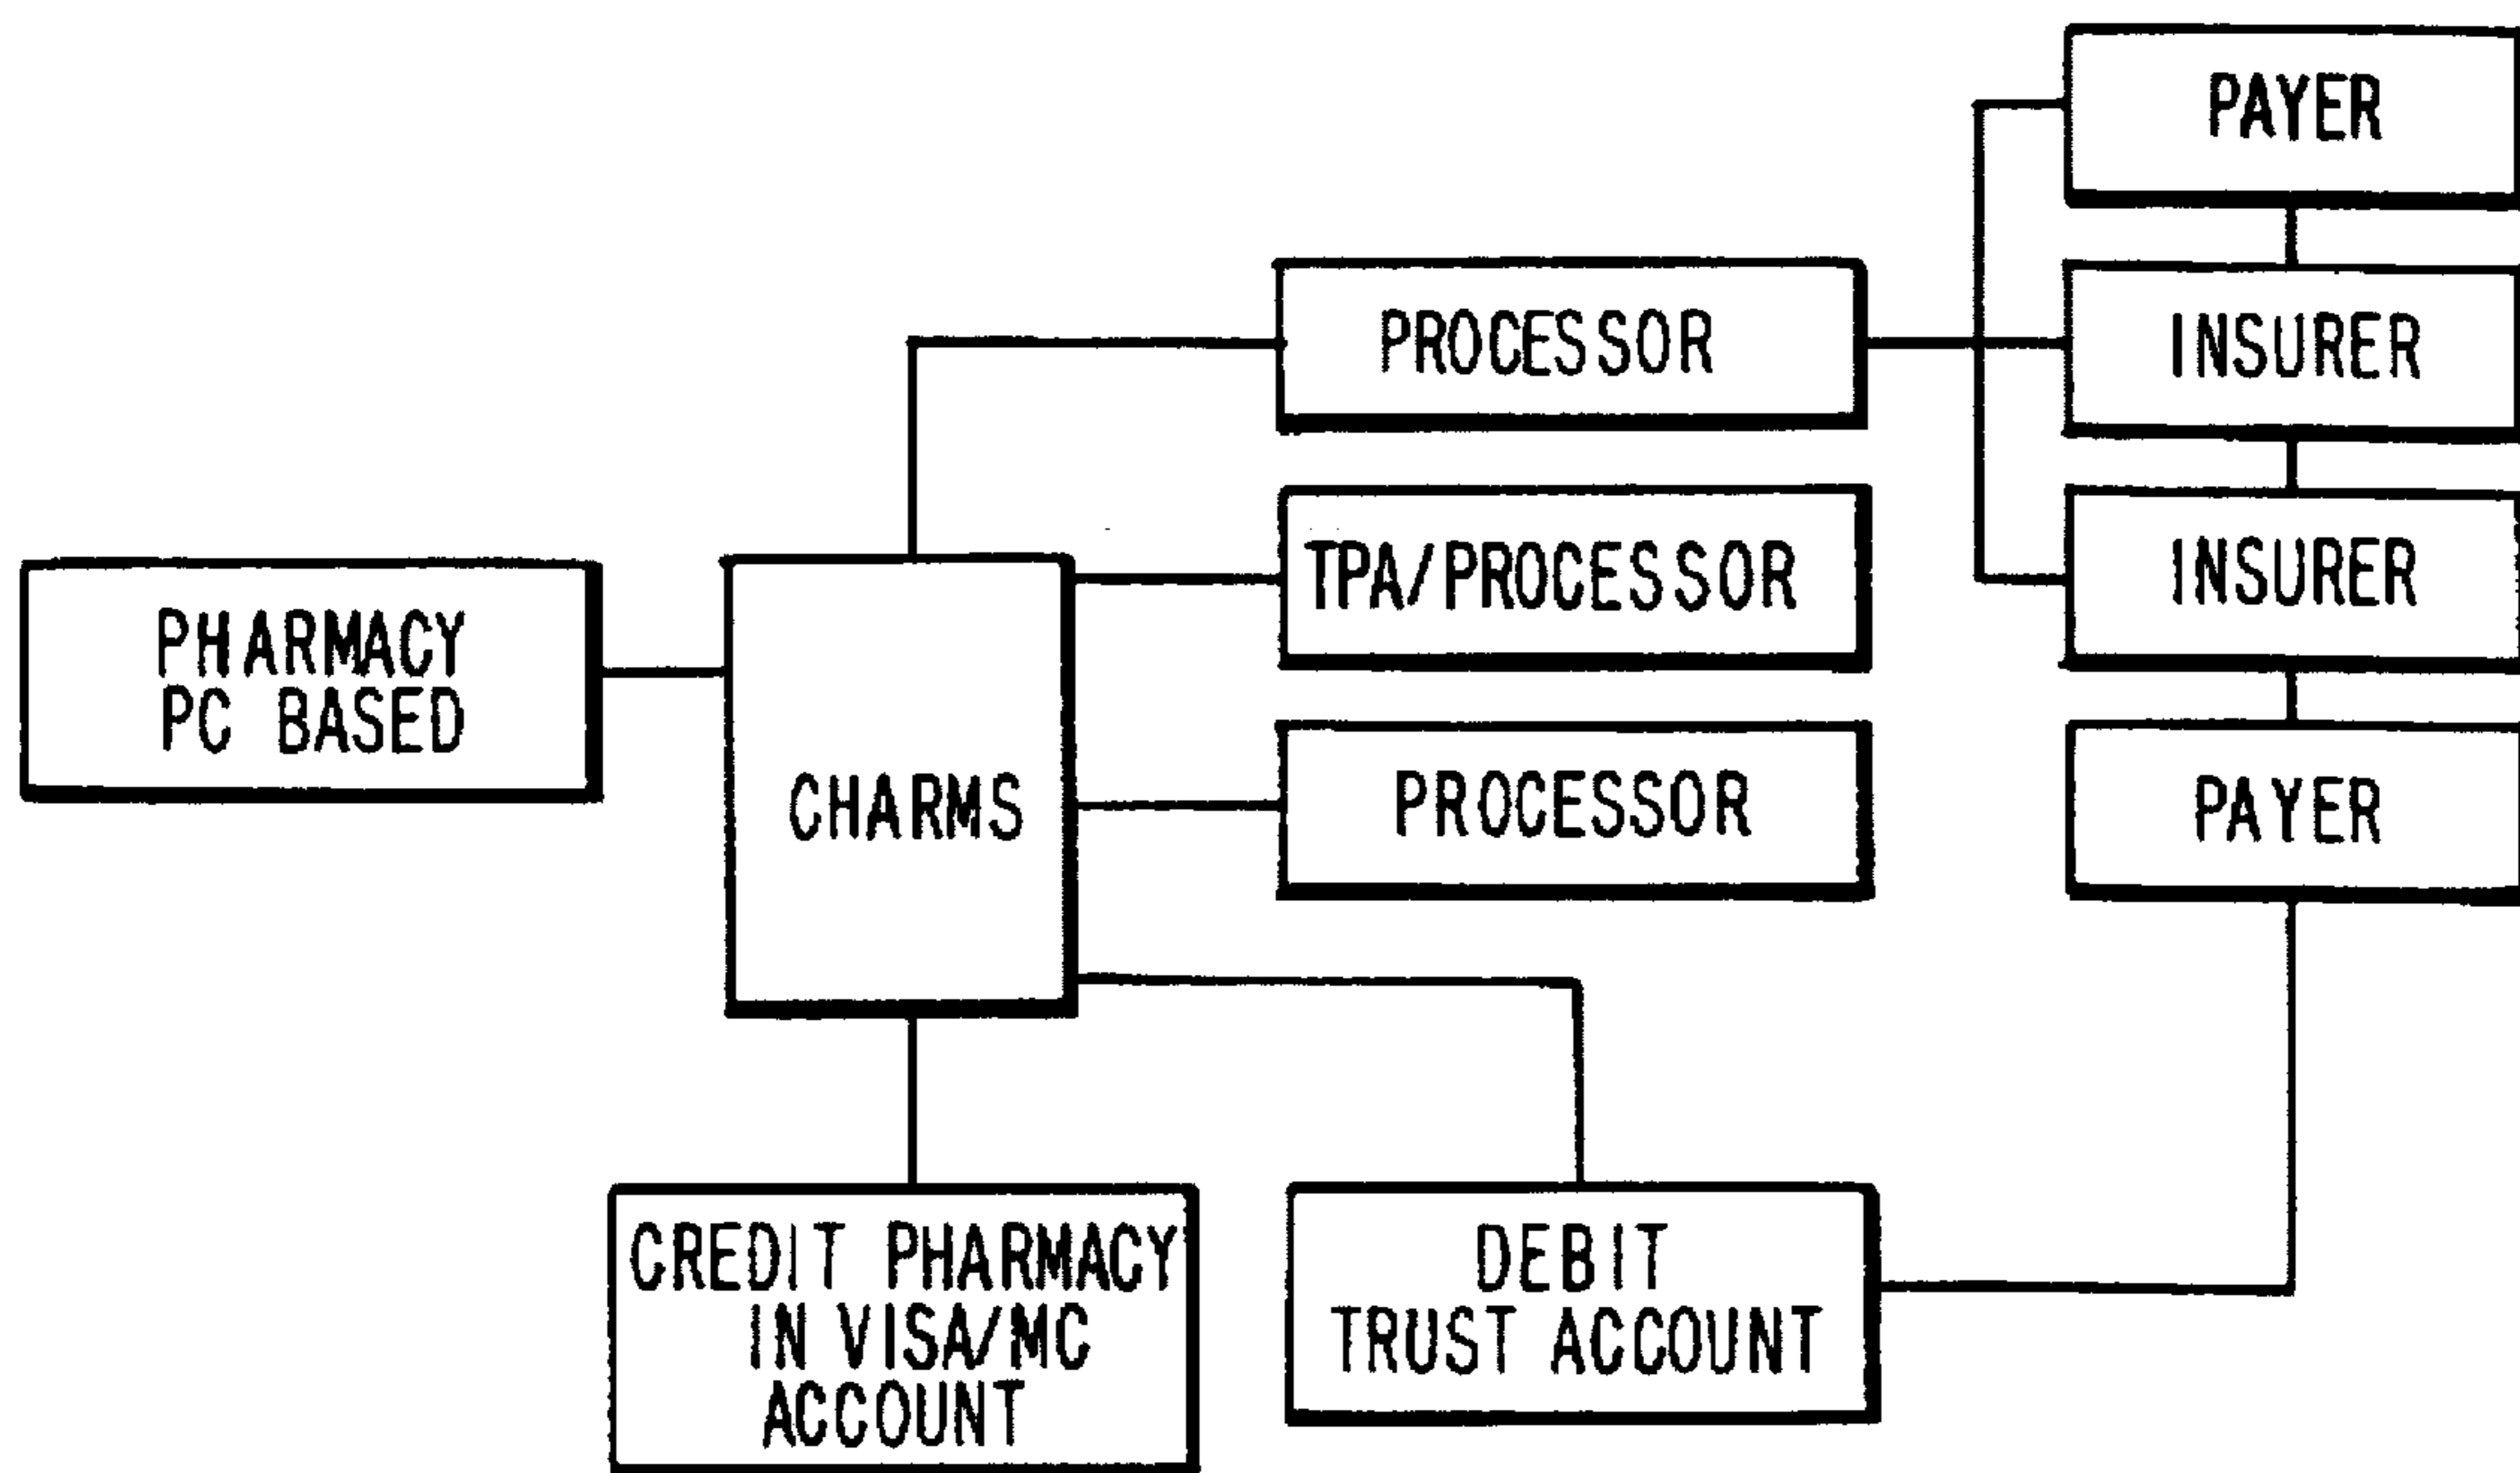 PAYER
PROCESSOR
INSURER
TPA/PROCESSOR
INSURER
PHARMACY
PC BASED
CHARMS
PROCESSOR
PAYER
CREDIT PHARMACY
IN VISA/MC
ACCOUNT
DEBIT
TRUST ACCOUNT